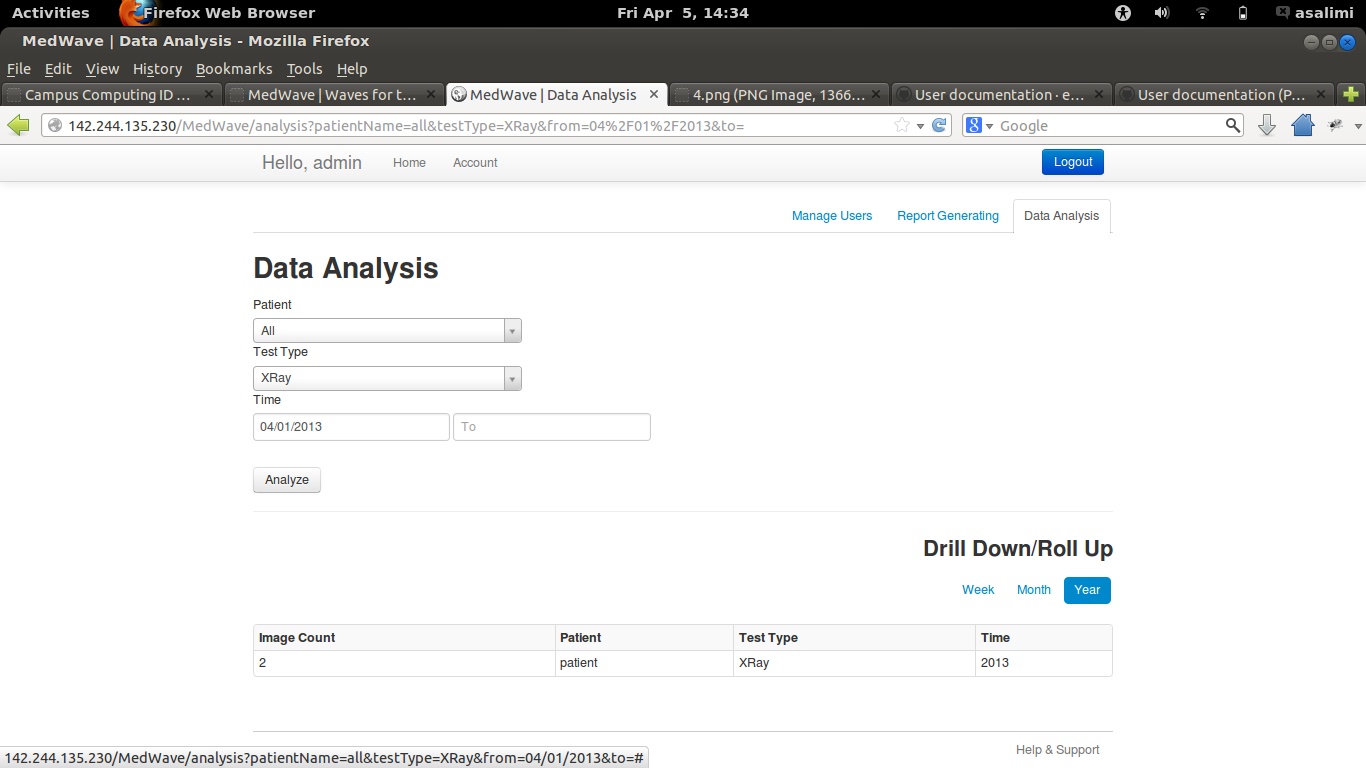 Activities Firefox Web Browser Fri Apr 5, 14:34 asalimi
MedWave | Data Analysis - Mozilla Firefox
File Edit View History Bookmarks Tools Help
Campus Computing ID ... MedWave | Waves for t... MedWave | Data Analysis 4.png (PNG Image, 1366... User documentation · e... User documentation (P...
142.244.135.230/MedWave/analysis?patientName=all&testType=XRay&from=04%2F01%2F2013&to= Google
Hello, admin Home Account Logout
Manage Users Report Generating Data Analysis
Data Analysis
Patient
All
Test Type
XRay
Time
04/01/2013 To
Analyze
Drill Down/Roll Up
Week Month Year
Image Count Patient Test Type Time
2 patient XRay 2013
Help & Support
142.244.135.230/MedWave/analysis?patientName=all&testType=XRay&from=04/01/2013&to=#